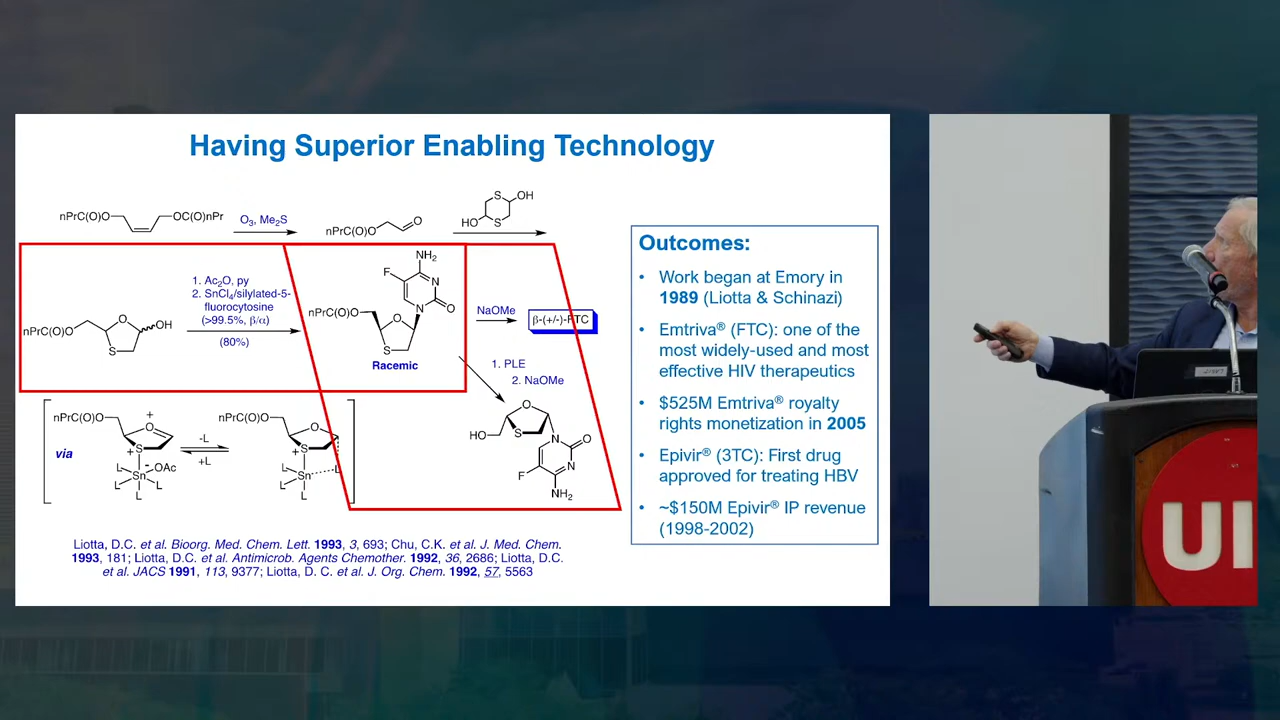 Having Superior Enabling Technology
nPrC(O)O
OC(O)nPr
O₃, Me₂S
nPrC(O)O
O
S
OH
HO
S
nPrC(O)O
O
OH
S
1. Ac₂O, py
2. SnCl₄/silylated-5-
fluorocytosine
(>99.5%, β/α)
(80%)
NH₂
F
N
N
O
nPrC(O)O
O
S
Racemic
NaOMe
β-(+/-)-FTC
1. PLE
2. NaOMe
O
HO
S
N
O
N
F
NH₂
via
nPrC(O)O
+
O
S
+
L
Sn
-
OAc
L
L
L
-L
+L
nPrC(O)O
O
S
+
L
Sn
L
L
L
L
Liotta, D.C. et al. Bioorg. Med. Chem. Lett. 1993, 3, 693; Chu, C.K. et al. J. Med. Chem.
1993, 181; Liotta, D.C. et al. Antimicrob. Agents Chemother. 1992, 36, 2686; Liotta, D.C.
et al. JACS 1991, 113, 9377; Liotta, D. C. et al. J. Org. Chem. 1992, 57, 5563
Outcomes:
• Work began at Emory in
1989 (Liotta & Schinazi)
• Emtriva® (FTC): one of the
most widely-used and most
effective HIV therapeutics
• $525M Emtriva® royalty
rights monetization in 2005
• Epivir® (3TC): First drug
approved for treating HBV
• ~$150M Epivir® IP revenue
(1998-2002)